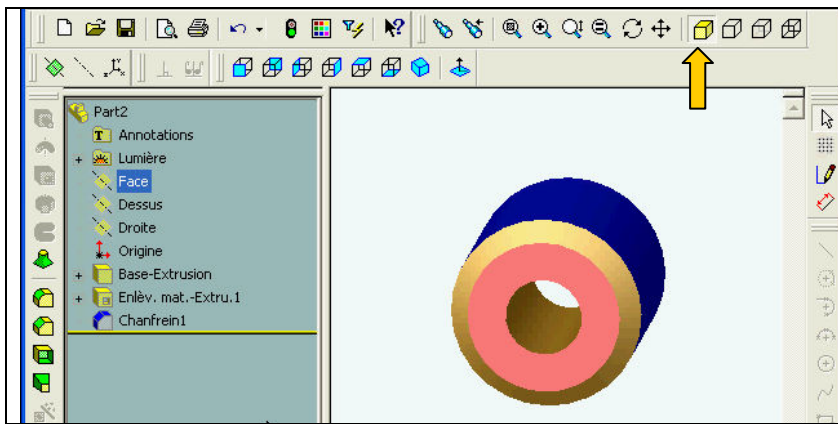 Part2
Annotations
Lumière
Face
Dessus
Droite
Origine
Base-Extrusion
Enlèv. mat.-Extru.1
Chanfrein1